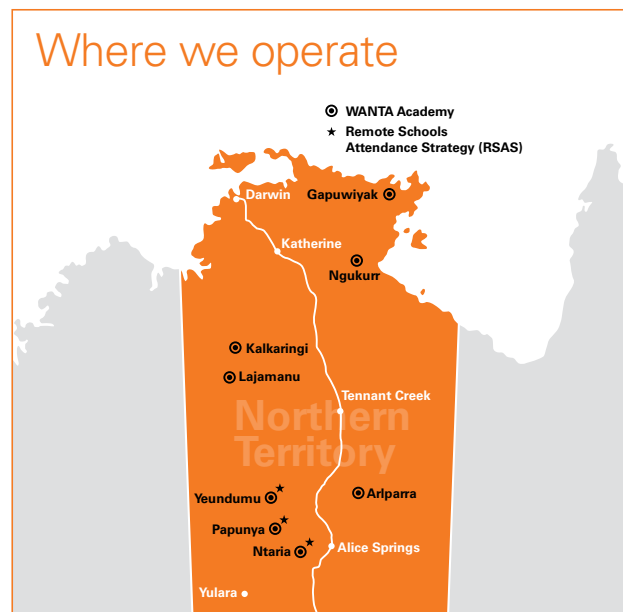 Where we operate
WANTA Academy
Remote Schools
Attendance Strategy (RSAS)
Darwin
Gapuwiyak
Katherine
Ngukurr
Kalkaringi
Lajamanu
Tennant Creek
Northern
Territory
Yeundumu
Arlparra
Papunya
Ntaria
Alice Springs
Yulara